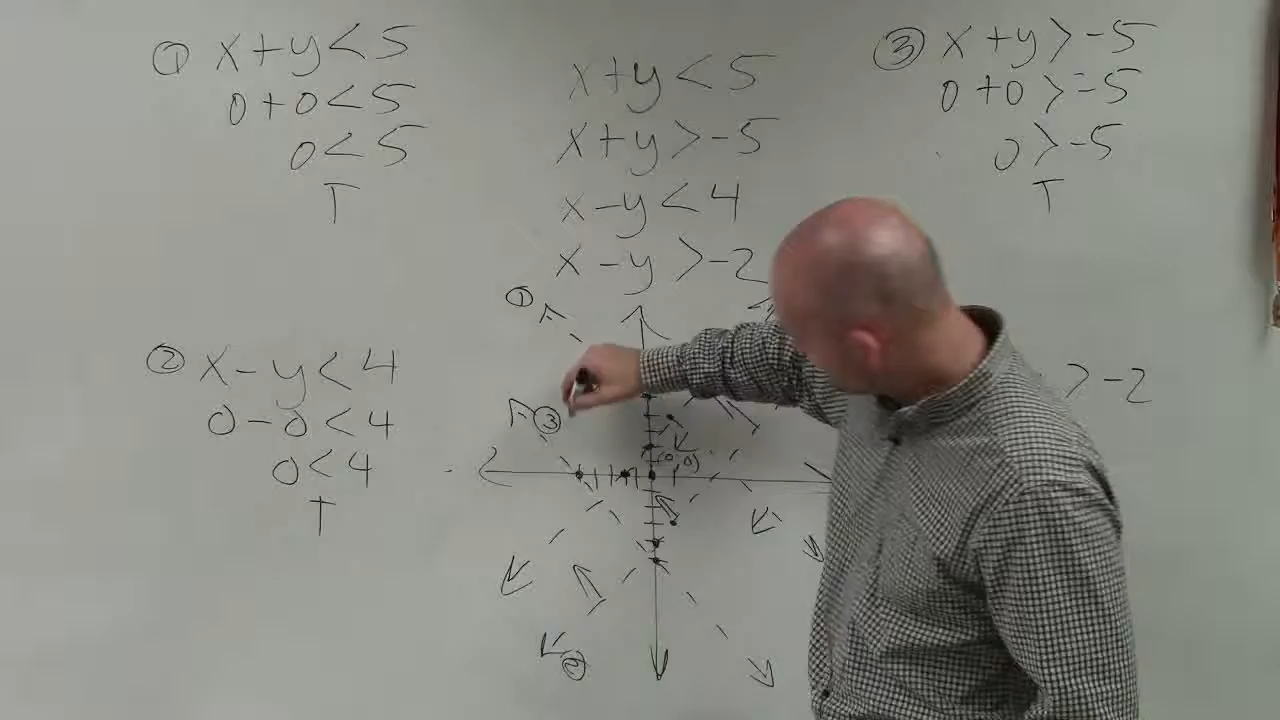 ① x+y<5
0+0<5
0<5
T
x+y<5
x+y>-5
x-y<4
x-y>-2
③ x+y>-5
0+0>-5
0>-5
T
② x-y<4
0-0<4
0<4
T
>-2
①
③
(0,0)
②